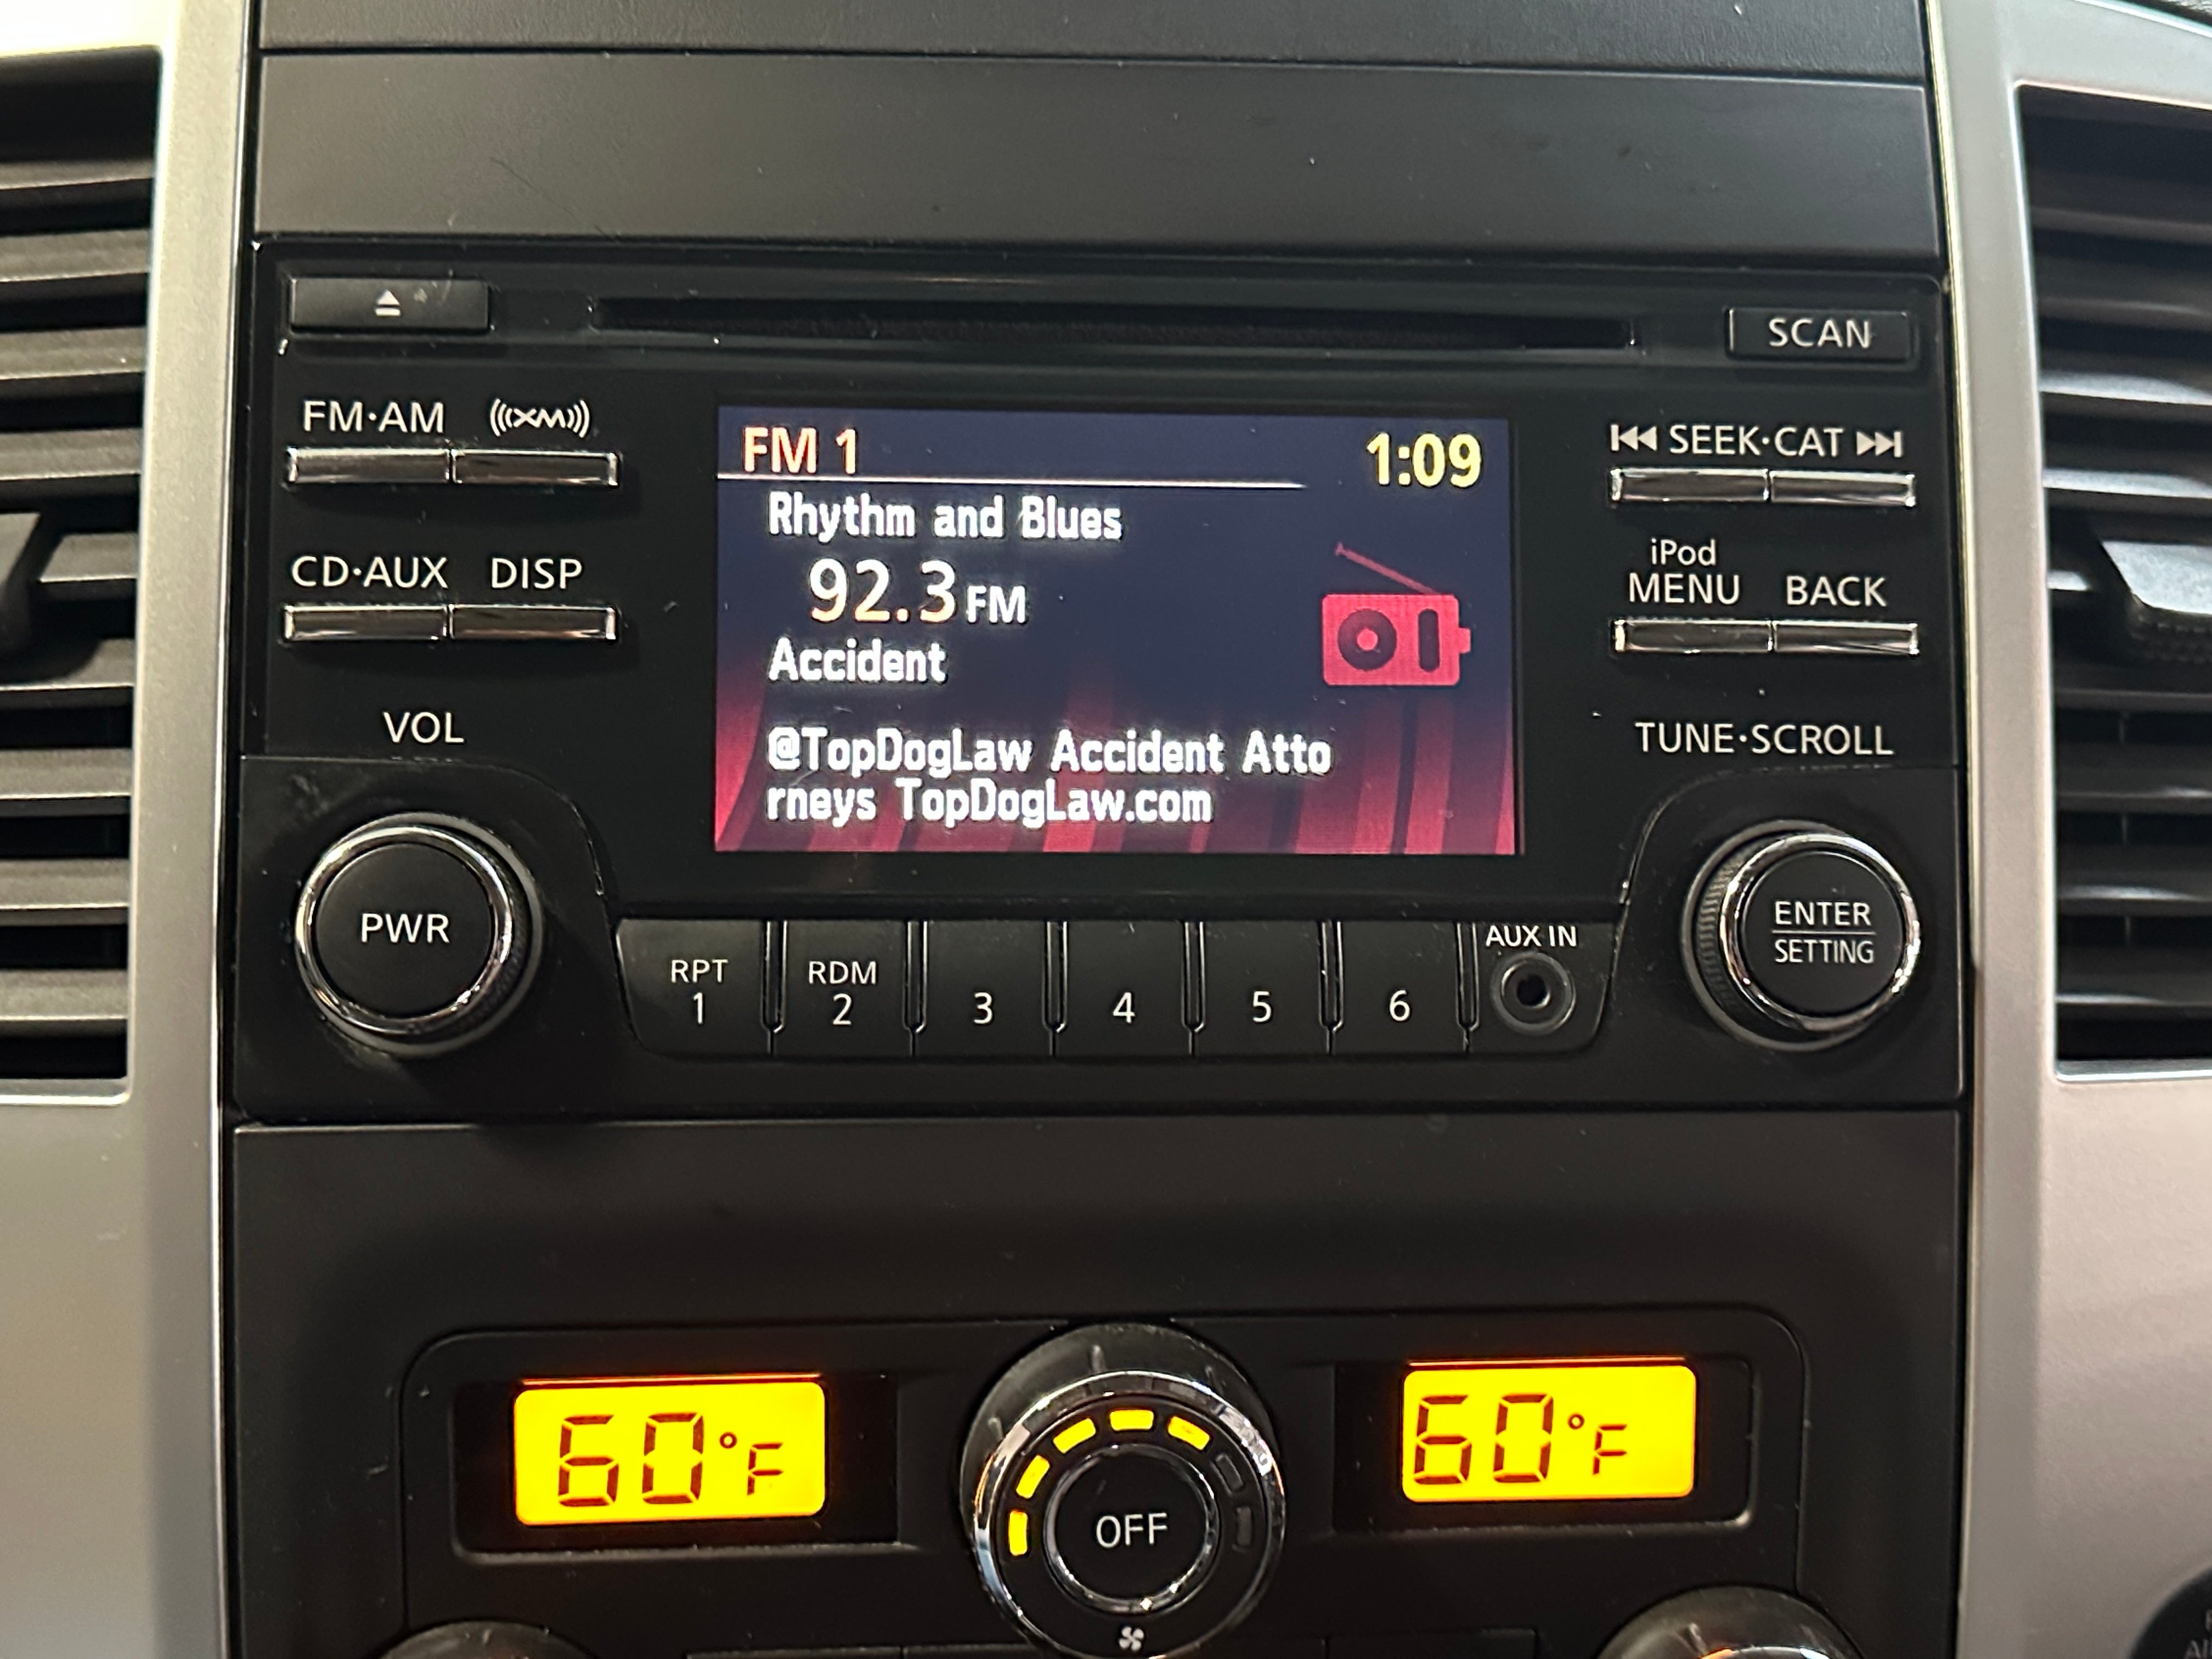 SCAN
FM·AM (((XM)))
SEEK·CAT
CD·AUX DISP
iPod
MENU BACK
VOL
TUNE·SCROLL
FM 1 1:09
Rhythm and Blues
92.3 FM
Accident
@TopDogLaw Accident Atto
rneys TopDogLaw.com
PWR
ENTER
SETTING
RPT
1
RDM
2
3
4
5
6
AUX IN
60°F
60°F
OFF